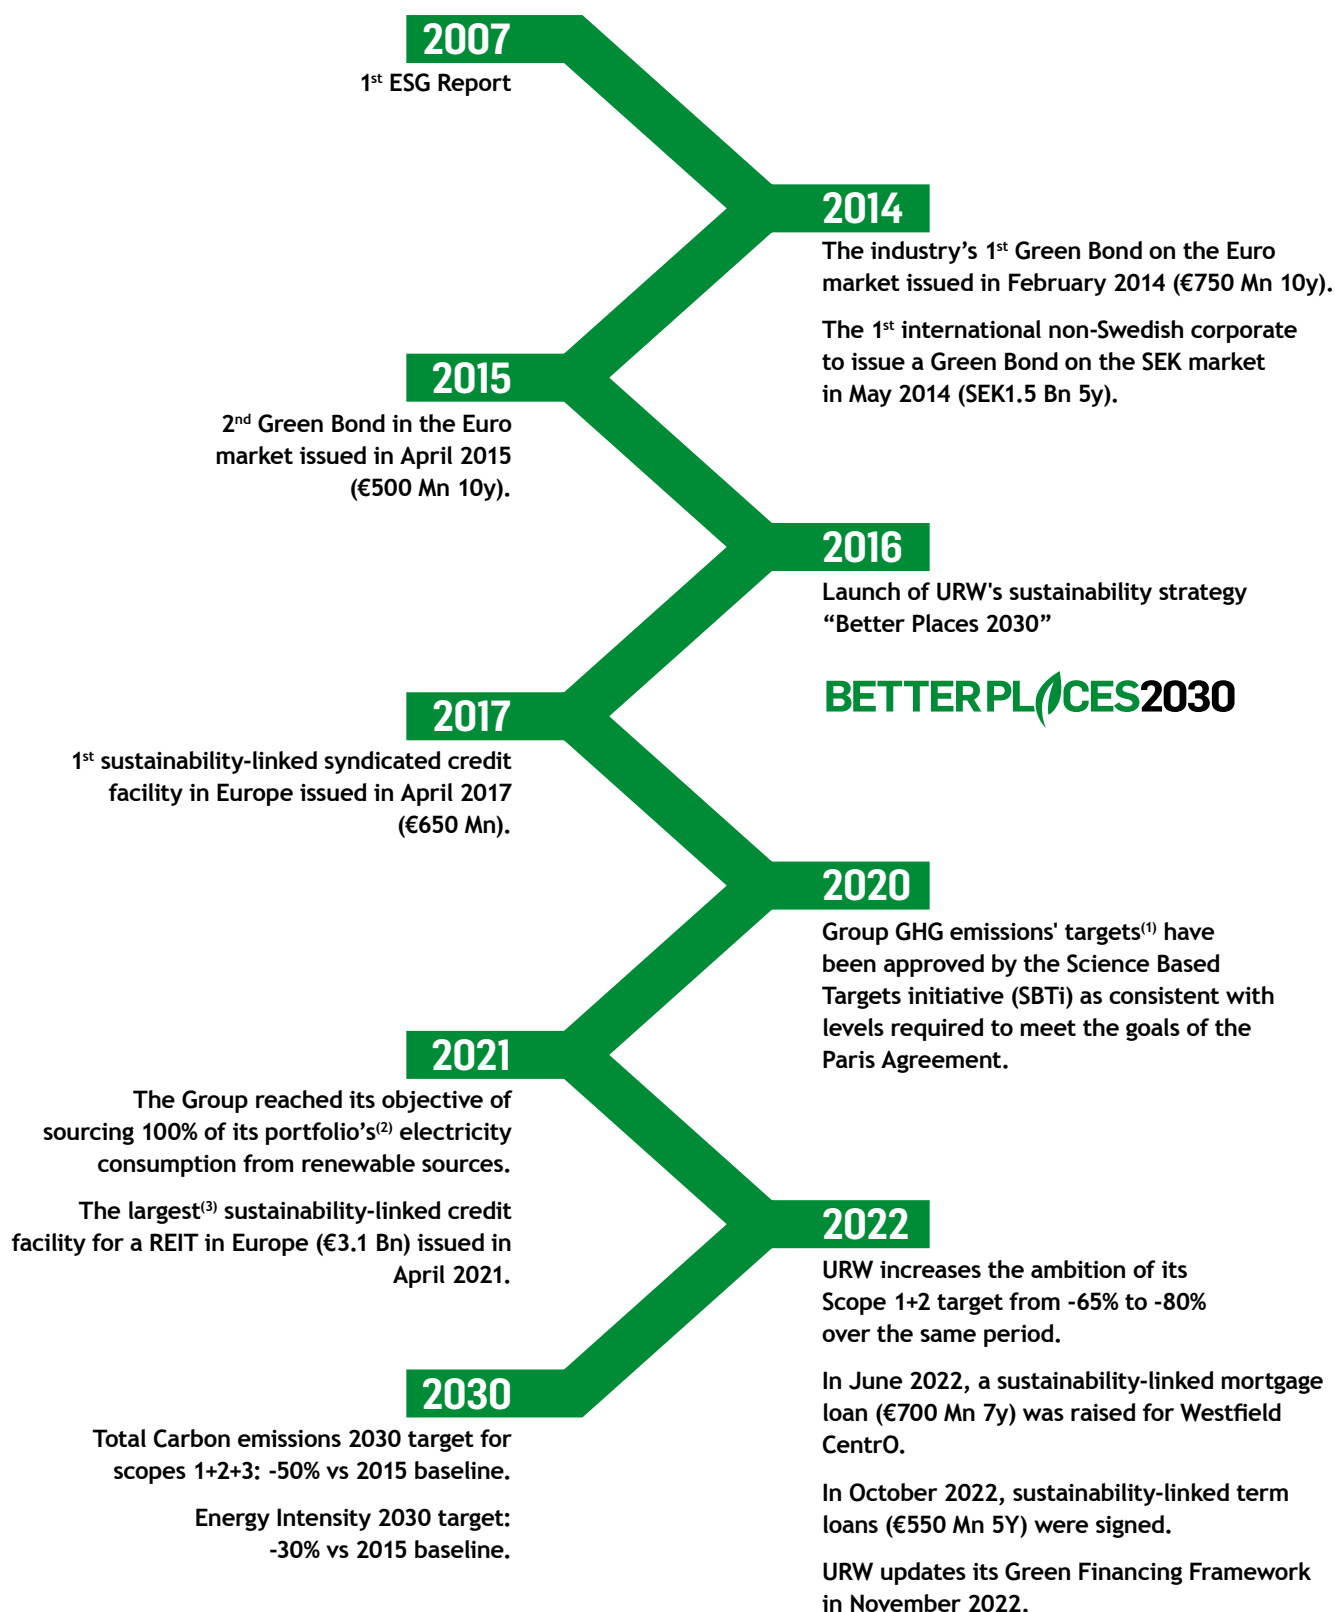 2007
1st ESG Report
2014
The industry’s 1st Green Bond on the Euro
market issued in February 2014 (€750 Mn 10y).
The 1st international non-Swedish corporate
to issue a Green Bond on the SEK market
in May 2014 (SEK1.5 Bn 5y).
2015
2nd Green Bond in the Euro
market issued in April 2015
(€500 Mn 10y).
2016
Launch of URW's sustainability strategy
“Better Places 2030”
BETTER PLACES2030
2017
1st sustainability-linked syndicated credit
facility in Europe issued in April 2017
(€650 Mn).
2020
Group GHG emissions' targets(1) have
been approved by the Science Based
Targets initiative (SBTi) as consistent with
levels required to meet the goals of the
Paris Agreement.
2021
The Group reached its objective of
sourcing 100% of its portfolio’s(2) electricity
consumption from renewable sources.
The largest(3) sustainability-linked credit
facility for a REIT in Europe (€3.1 Bn) issued in
April 2021.
2022
URW increases the ambition of its
Scope 1+2 target from -65% to -80%
over the same period.
In June 2022, a sustainability-linked mortgage
loan (€700 Mn 7y) was raised for Westfield
CentrO.
In October 2022, sustainability-linked term
loans (€550 Mn 5Y) were signed.
URW updates its Green Financing Framework
in November 2022.
2030
Total Carbon emissions 2030 target for
scopes 1+2+3: -50% vs 2015 baseline.
Energy Intensity 2030 target:
-30% vs 2015 baseline.